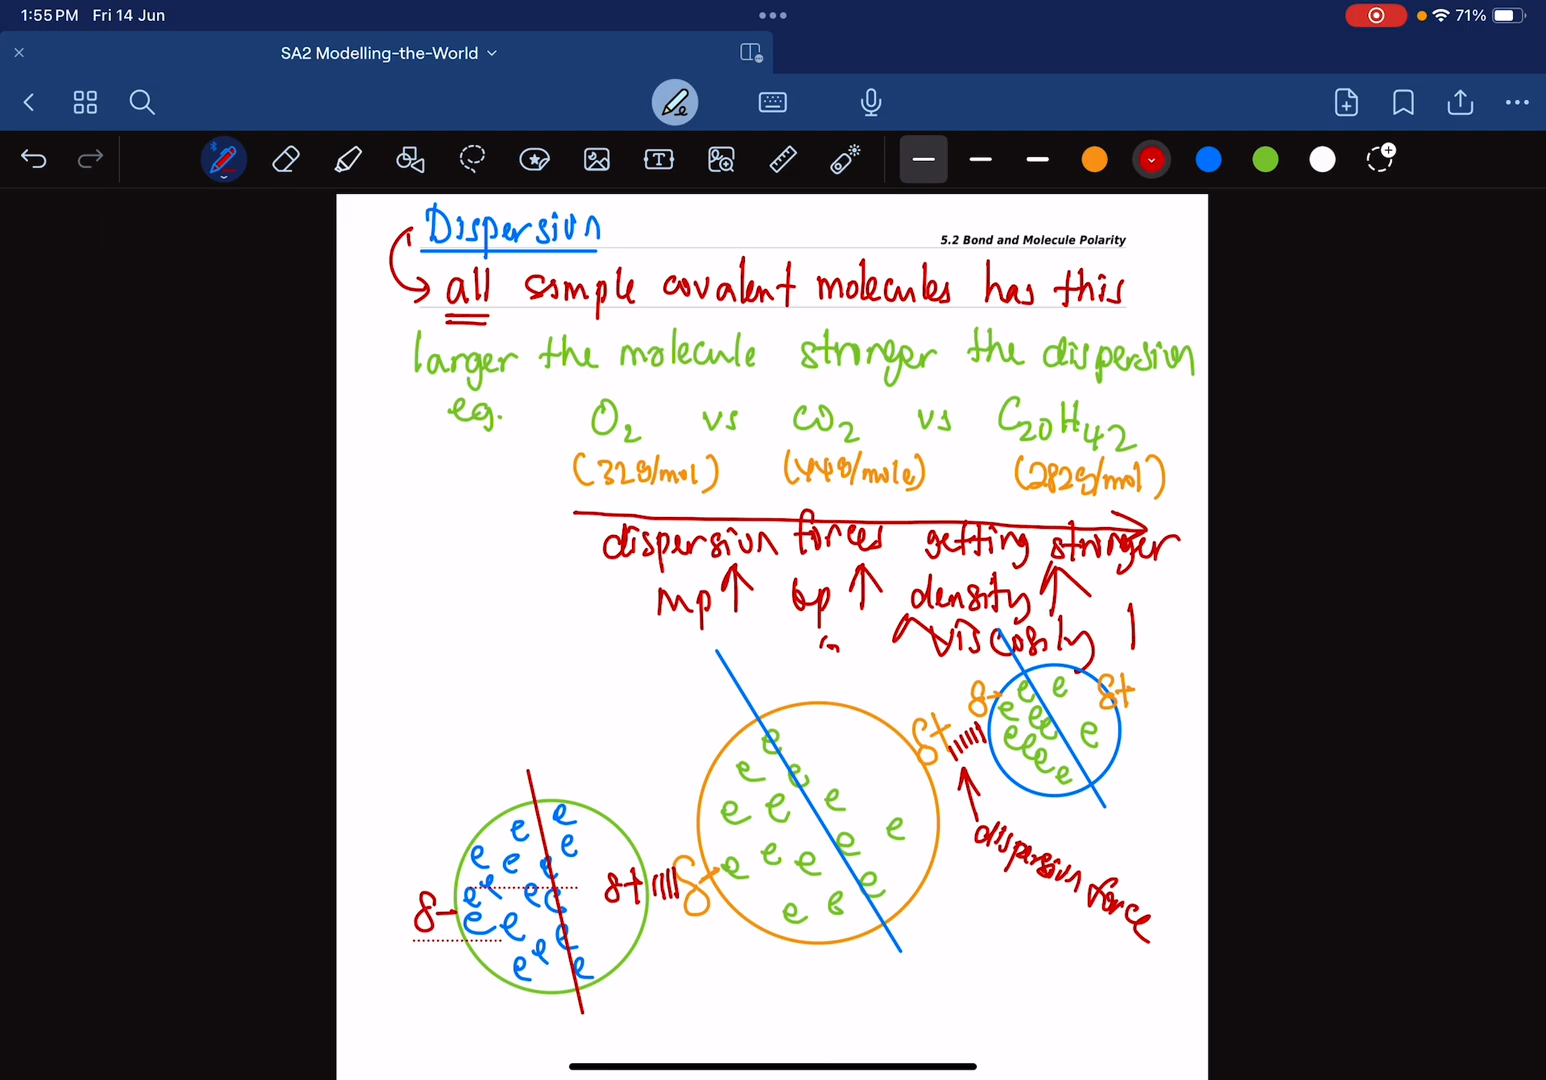 1:55 PM Fri 14 Jun
71%
SA2 Modelling-the-World
Dispersion
5.2 Bond and Molecule Polarity
all simple covalent molecules has this
larger the molecule stronger the dispersion
eg. O2 vs CO2 vs C20H42
(32g/mol) (44g/mole) (282g/mol)
dispersion forces getting stronger
mp ↑ bp ↑ density ↑
viscosity
δ- e e δ+
e e e
e e e e
e e
δ+
e
e e e
e e e
e e e e e
e e
δ-
dispersion force
e e
e e e
e e e
e e e e
e e e
e e e
δ- δ+